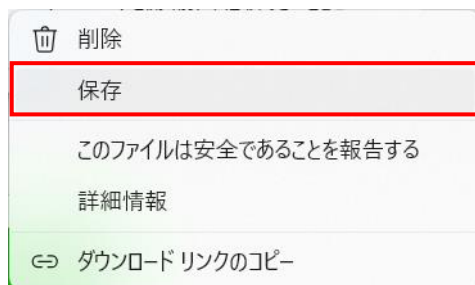 削除
保存
このファイルは安全であることを報告する
詳細情報
ダウンロード リンクのコピー